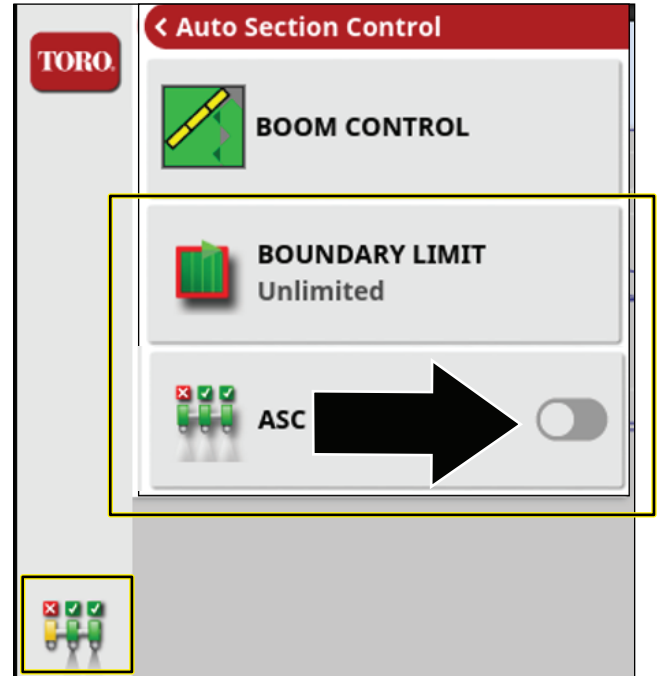 TORO.
< Auto Section Control
BOOM CONTROL
BOUNDARY LIMIT
Unlimited
ASC